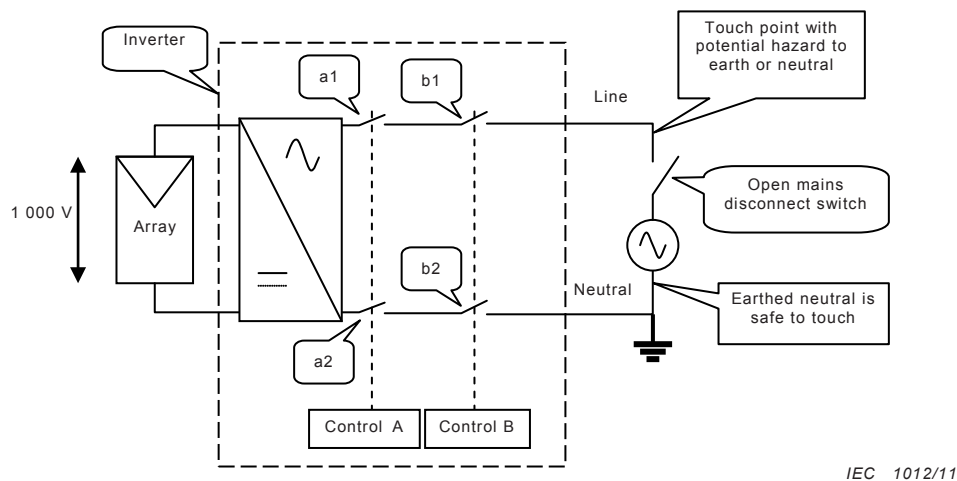 Inverter
a1
b1
Line
Touch point with
potential hazard to
earth or neutral
1 000 V
Array
Open mains
disconnect switch
b2
Neutral
Earthed neutral is
safe to touch
a2
Control A
Control B
IEC 1012/11